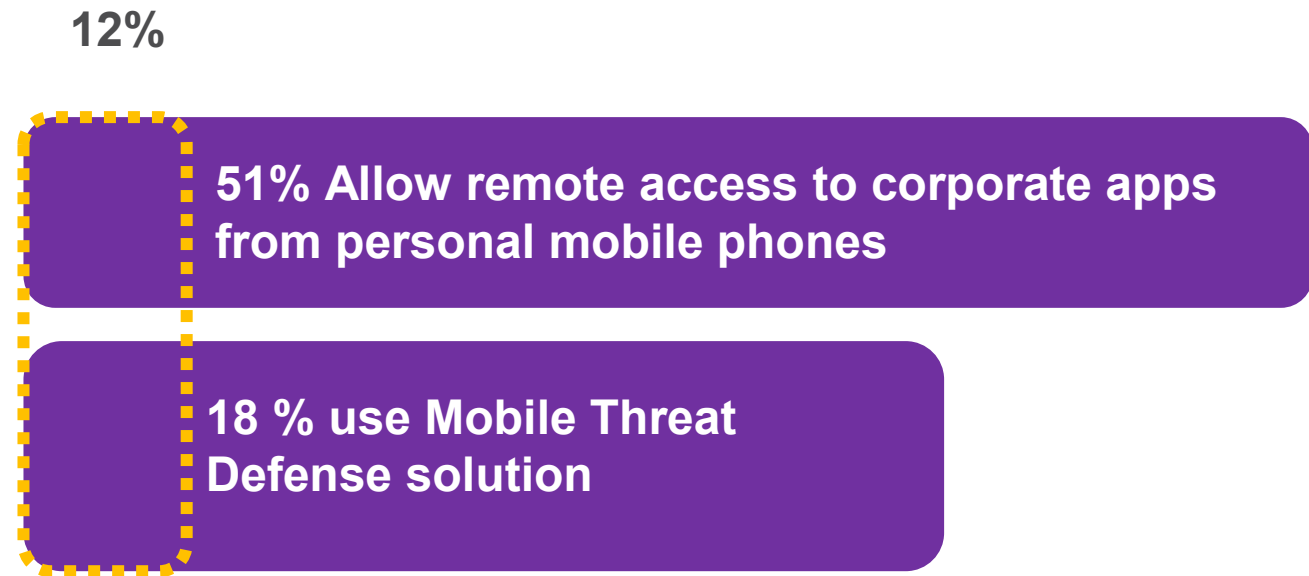 12%
51% Allow remote access to corporate apps
from personal mobile phones
18 % use Mobile Threat
Defense solution